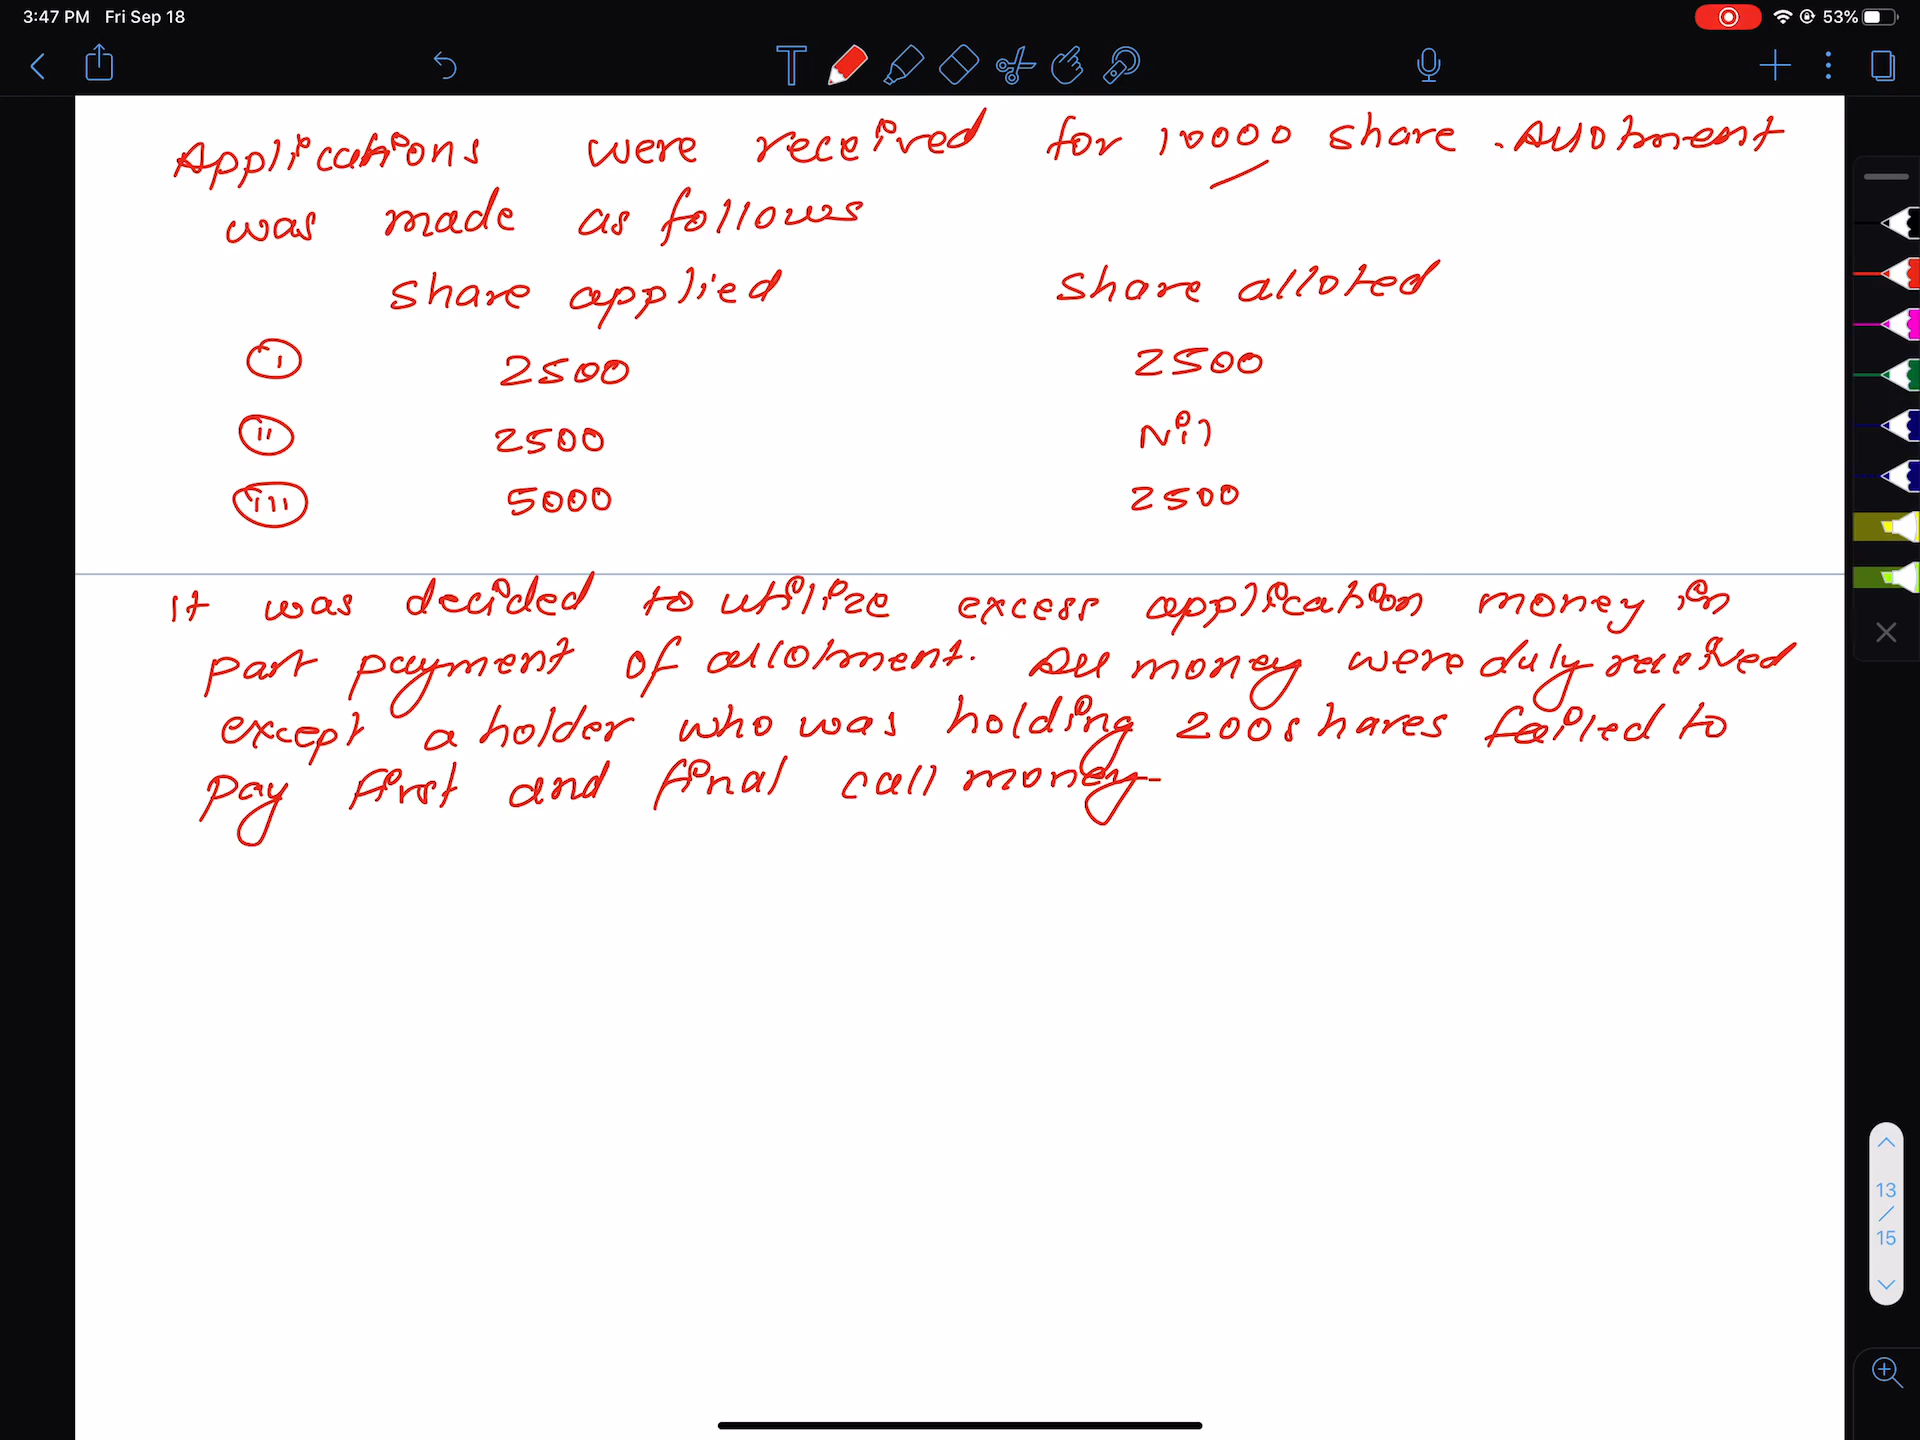 3:47 PM Fri Sep 18 53%
Applications were received for 10000 share . Allotment
was made as follows
share applied share alloted
i 2500 2500
ii 2500 Nil
iii 5000 2500
it was decided to utilize excess application money in
part payment of allotment. All money were duly received
except a holder who was holding 200 shares failed to
pay first and final call money-
13
/
15